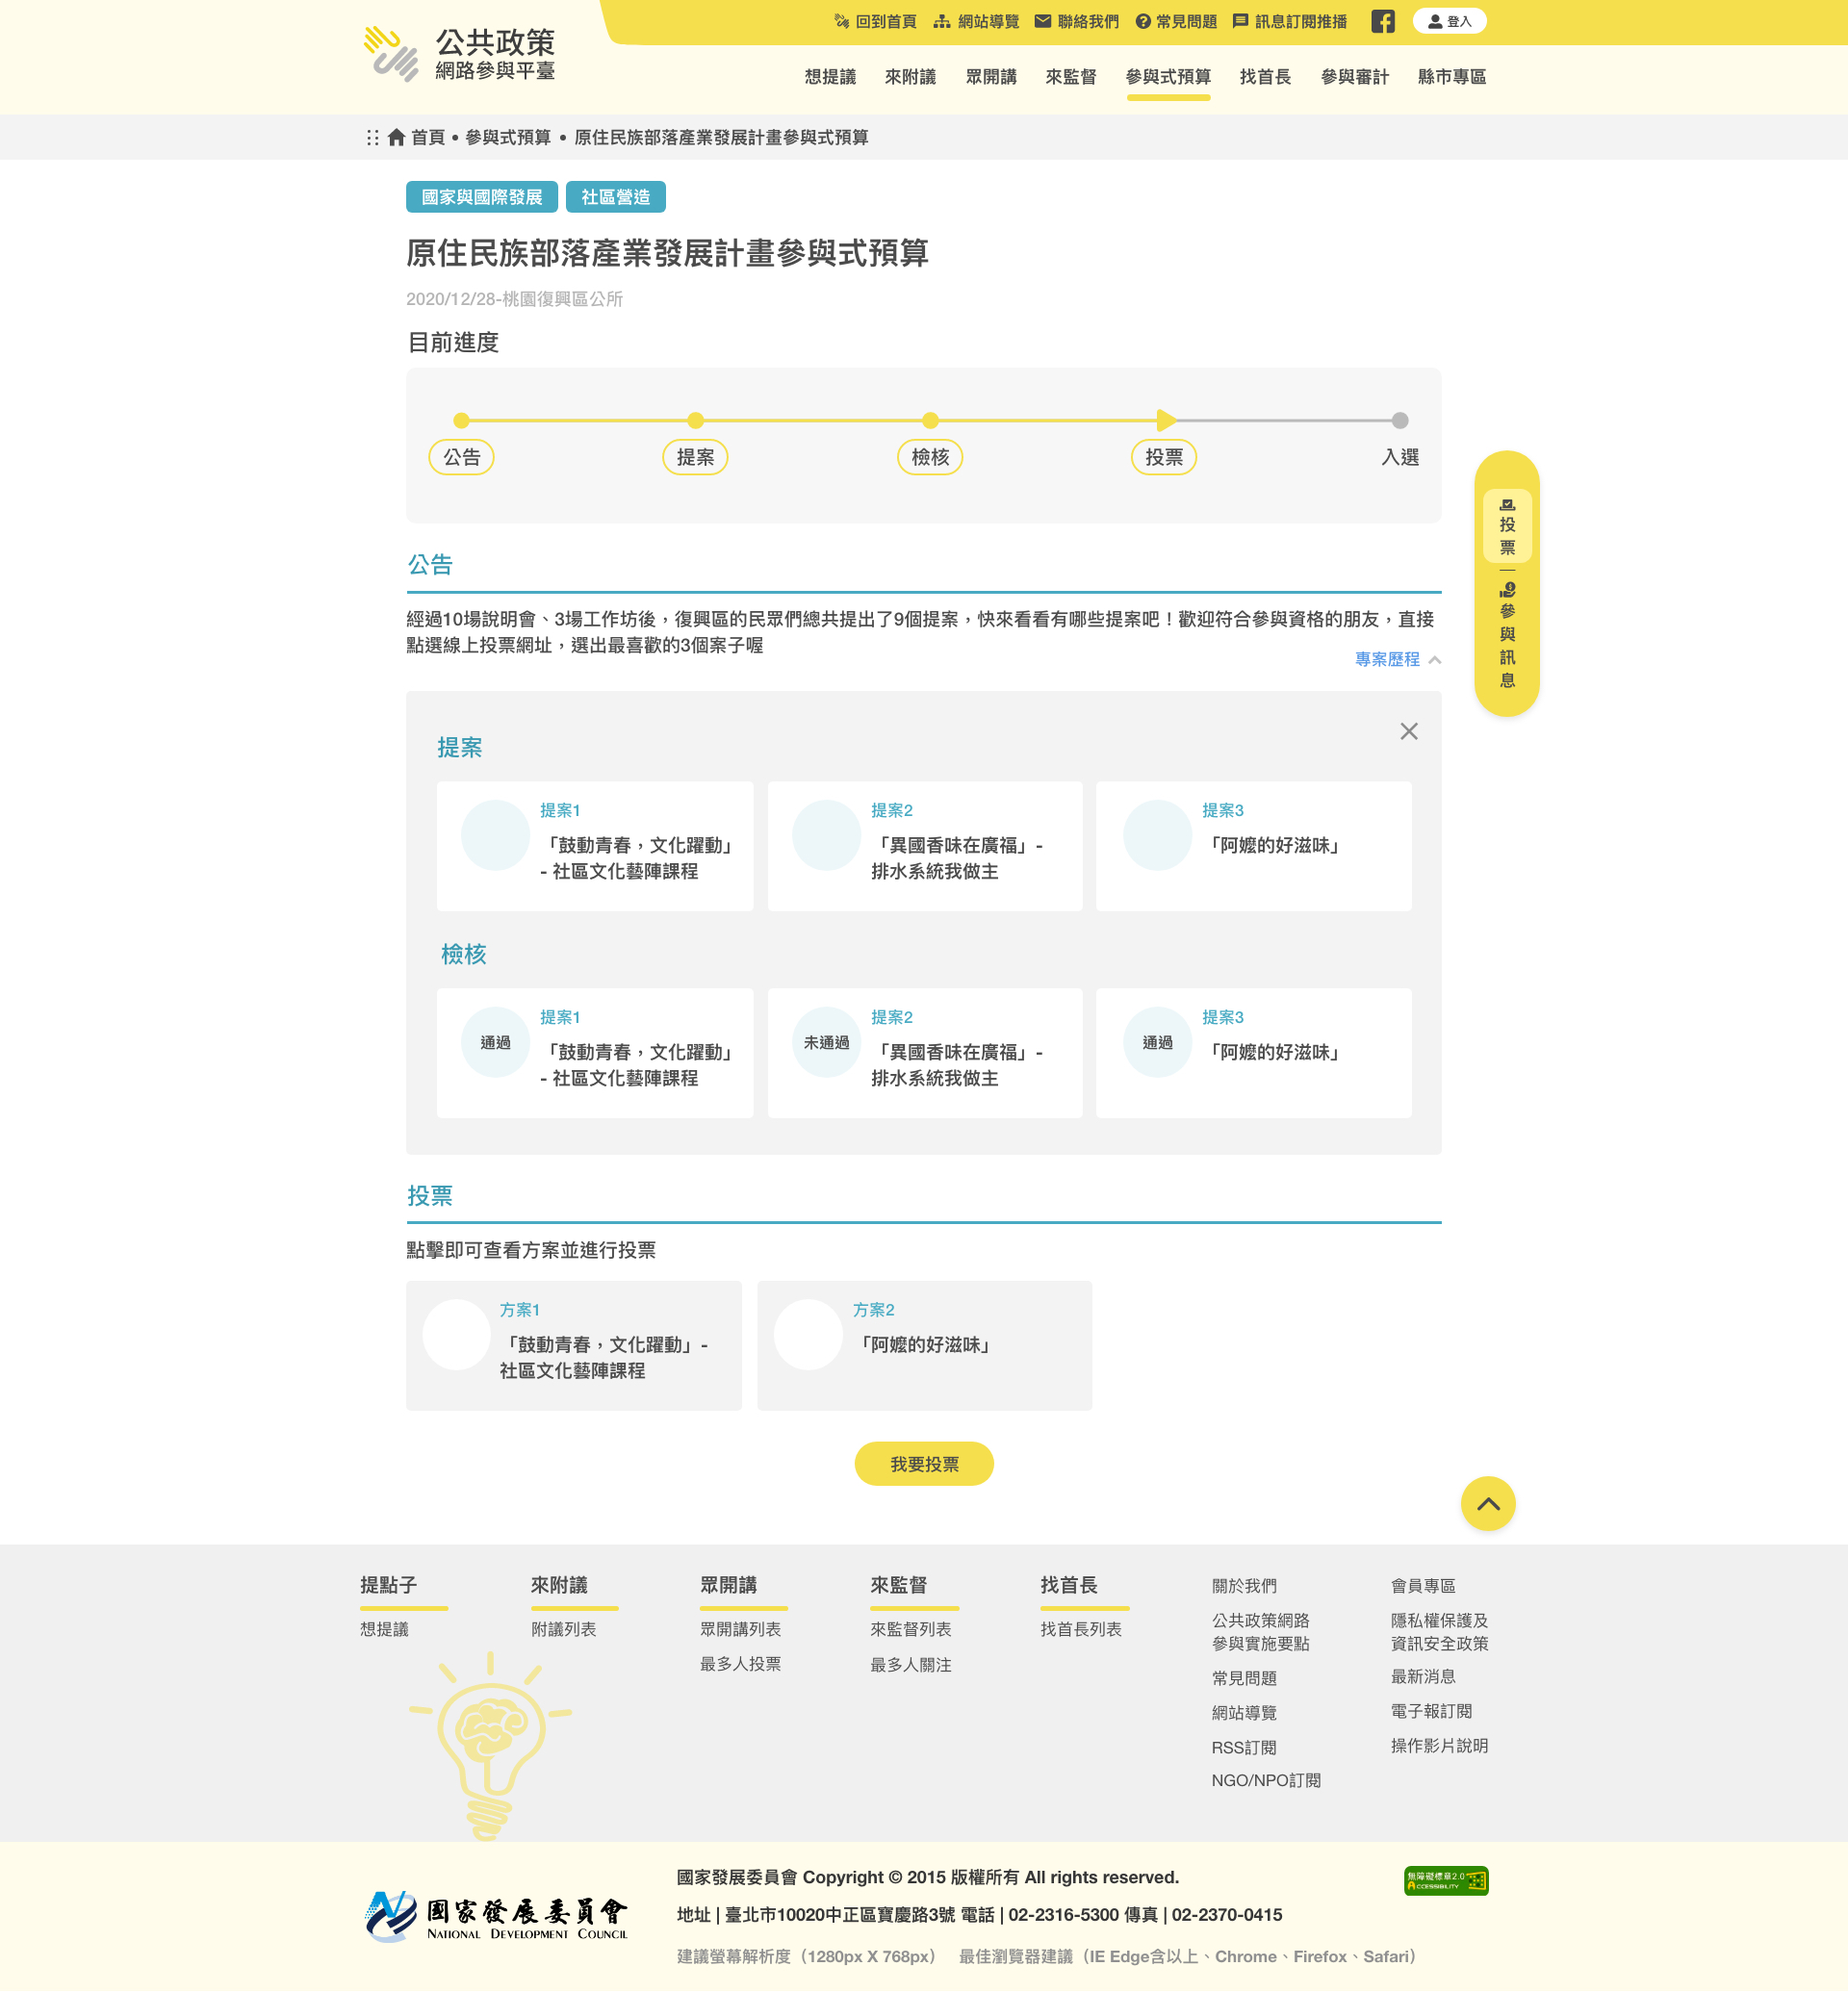 回到首頁 網站導覽 聯絡我們 常見問題 訊息訂閱推播 登入
公共政策
網路參與平臺
想提議 來附議 眾開講 來監督 參與式預算 找首長 參與審計 縣市專區
首頁 • 參與式預算 • 原住民族部落產業發展計畫參與式預算
國家與國際發展 社區營造
原住民族部落產業發展計畫參與式預算
2020/12/28-桃園復興區公所
目前進度
公告 提案 檢核 投票 入選
投票
參與訊息
公告
經過10場說明會、3場工作坊後，復興區的民眾們總共提出了9個提案，快來看看有哪些提案吧！歡迎符合參與資格的朋友，直接
點選線上投票網址，選出最喜歡的3個案子喔
專案歷程
提案
提案1
「鼓動青春，文化躍動」
- 社區文化藝陣課程
提案2
「異國香味在廣福」-
排水系統我做主
提案3
「阿嬤的好滋味」
檢核
通過
提案1
「鼓動青春，文化躍動」
- 社區文化藝陣課程
未通過
提案2
「異國香味在廣福」-
排水系統我做主
通過
提案3
「阿嬤的好滋味」
投票
點擊即可查看方案並進行投票
方案1
「鼓動青春，文化躍動」-
社區文化藝陣課程
方案2
「阿嬤的好滋味」
我要投票
提點子
想提議
來附議
附議列表
眾開講
眾開講列表
最多人投票
來監督
來監督列表
最多人關注
找首長
找首長列表
關於我們
公共政策網路
參與實施要點
常見問題
網站導覽
RSS訂閱
NGO/NPO訂閱
會員專區
隱私權保護及
資訊安全政策
最新消息
電子報訂閱
操作影片說明
國家發展委員會
NATIONAL DEVELOPMENT COUNCIL
國家發展委員會 Copyright © 2015 版權所有 All rights reserved.
地址 | 臺北市10020中正區寶慶路3號 電話 | 02-2316-5300 傳真 | 02-2370-0415
建議螢幕解析度（1280px X 768px） 最佳瀏覽器建議（IE Edge含以上、Chrome、Firefox、Safari）
無障礙標章2.0
ACCESSIBILITY